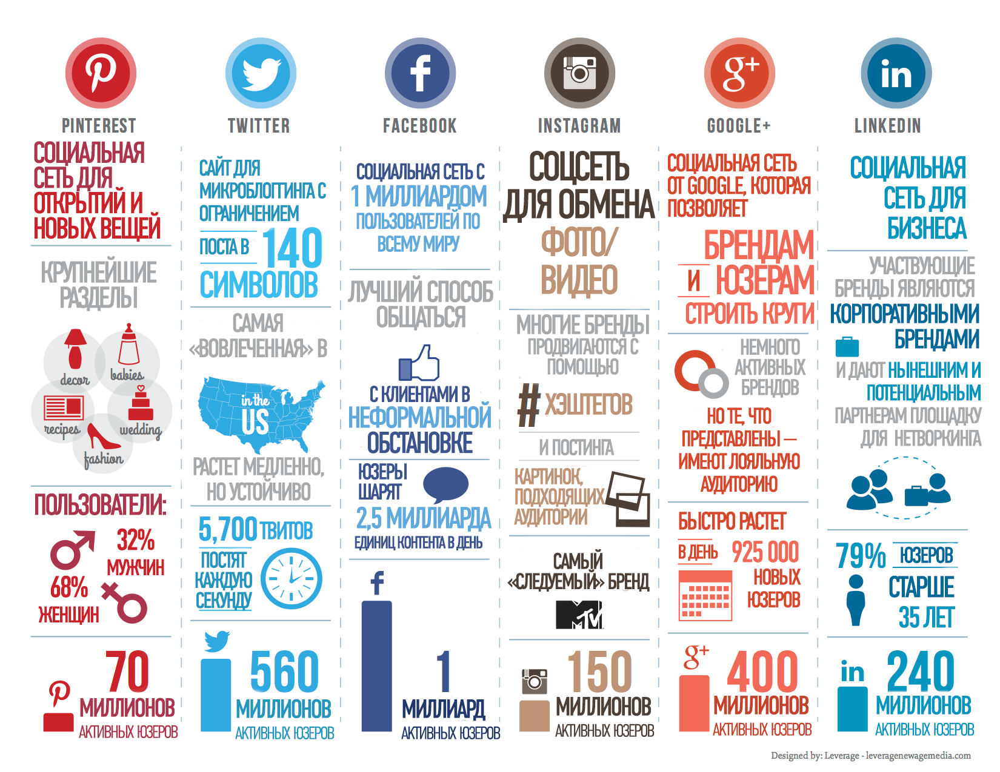 PINTEREST
СОЦИАЛЬНАЯ
СЕТЬ ДЛЯ
ОТКРЫТИЙ И
НОВЫХ ВЕЩЕЙ
КРУПНЕЙШИЕ
РАЗДЕЛЫ
decor
babies
recipes
wedding
fashion
ПОЛЬЗОВАТЕЛИ:
32%
МУЖЧИН
68%
ЖЕНЩИН
70
МИЛЛИОНОВ
АКТИВНЫХ ЮЗЕРОВ
TWITTER
САЙТ ДЛЯ
МИКРОБЛОГГИНГА С
ОГРАНИЧЕНИЕМ
ПОСТА В 140
СИМВОЛОВ
САМАЯ
«ВОВЛЕЧЕННАЯ» В
in the
US
РАСТЕТ МЕДЛЕННО,
НО УСТОЙЧИВО
5,700 ТВИТОВ
ПОСТЯТ
КАЖДУЮ
СЕКУНДУ
560
МИЛЛИОНОВ
АКТИВНЫХ ЮЗЕРОВ
FACEBOOK
СОЦИАЛЬНАЯ СЕТЬ С
1 МИЛЛИАРДОМ
ПОЛЬЗОВАТЕЛЕЙ ПО
ВСЕМУ МИРУ
ЛУЧШИЙ СПОСОБ
ОБЩАТЬСЯ
С КЛИЕНТАМИ В
НЕФОРМАЛЬНОЙ
ОБСТАНОВКЕ
ЮЗЕРЫ
ШАРЯТ
2,5 МИЛЛИАРДА
ЕДИНИЦ КОНТЕНТА В ДЕНЬ
f
1
МИЛЛИАРД
АКТИВНЫХ ЮЗЕРОВ
INSTAGRAM
СОЦСЕТЬ
ДЛЯ ОБМЕНА
ФОТО/
ВИДЕО
МНОГИЕ БРЕНДЫ
ПРОДВИГАЮТСЯ С
ПОМОЩЬЮ
# ХЭШТЕГОВ
И ПОСТИНГА
КАРТИНОК,
ПОДХОДЯЩИХ
АУДИТОРИИ
САМЫЙ
«СЛЕДУЕМЫЙ» БРЕНД
MTV
150
МИЛЛИОНОВ
АКТИВНЫХ ЮЗЕРОВ
g+
GOOGLE+
СОЦИАЛЬНАЯ СЕТЬ
ОТ GOOGLE, КОТОРАЯ
ПОЗВОЛЯЕТ
БРЕНДАМ
И ЮЗЕРАМ
СТРОИТЬ КРУГИ
НЕМНОГО
АКТИВНЫХ
БРЕНДОВ
НО ТЕ, ЧТО
ПРЕДСТАВЛЕНЫ —
ИМЕЮТ ЛОЯЛЬНУЮ
АУДИТОРИЮ
БЫСТРО РАСТЕТ
В ДЕНЬ 925 000
НОВЫХ
ЮЗЕРОВ
g+
400
МИЛЛИОНОВ
АКТИВНЫХ ЮЗЕРОВ
in
LINKEDIN
СОЦИАЛЬНАЯ
СЕТЬ ДЛЯ
БИЗНЕСА
УЧАСТВУЮЩИЕ
БРЕНДЫ ЯВЛЯЮТСЯ
КОРПОРАТИВНЫМИ
БРЕНДАМИ
И ДАЮТ НЫНЕШНИМ И
ПОТЕНЦИАЛЬНЫМ
ПАРТНЕРАМ ПЛОЩАДКУ
ДЛЯ НЕТВОРКИНГА
79% ЮЗЕРОВ
СТАРШЕ
35 ЛЕТ
in
240
МИЛЛИОНОВ
АКТИВНЫХ ЮЗЕРОВ
Designed by: Leverage - leveragenewagemedia.com